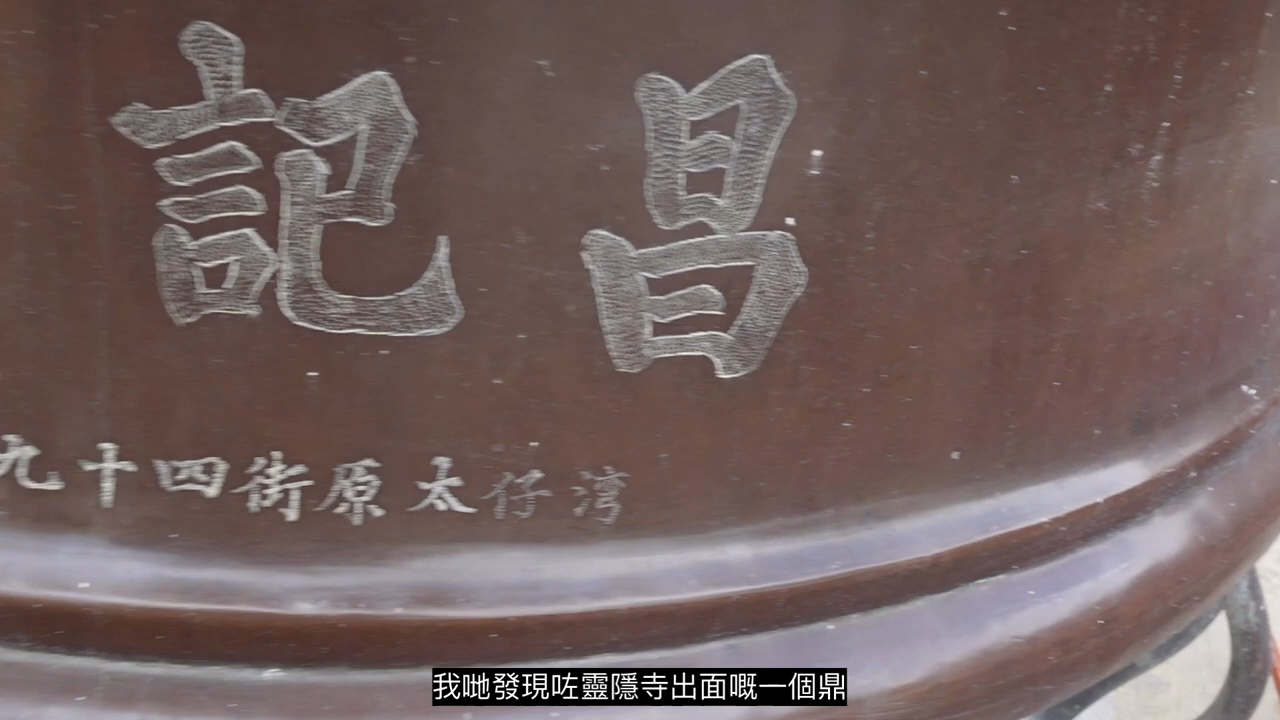 昌記
湾仔太原街四十九
我哋發現咗靈隱寺出面嘅一個鼎